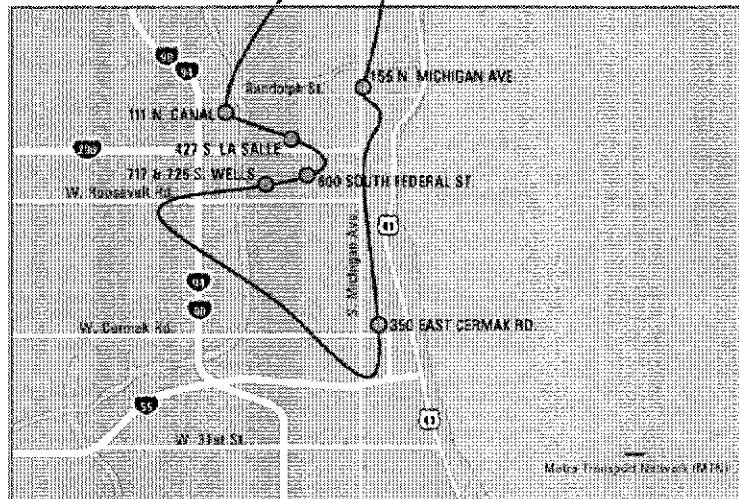 90
94
Randolph St.
155 N. MICHIGAN AVE
111 N. CANAL
427 S. LA SALLE
290
717 & 725 S. WELLS
600 SOUTH FEDERAL ST.
W. Roosevelt Rd.
S. Michigan Ave.
41
94
90
W. Cermak Rd.
350 EAST CERMAK RD.
55
41
W. 31st St.
Metro Transport Network (MTN)